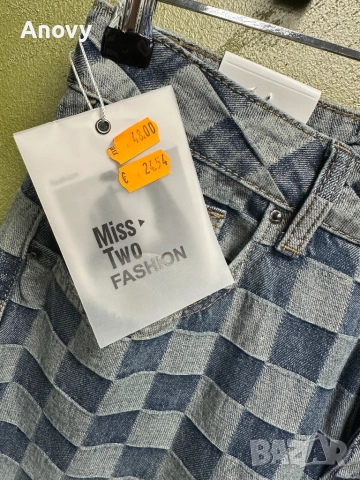 Anovy
48.00
€ 24.54
Miss
Two
FASHION
BAZAR